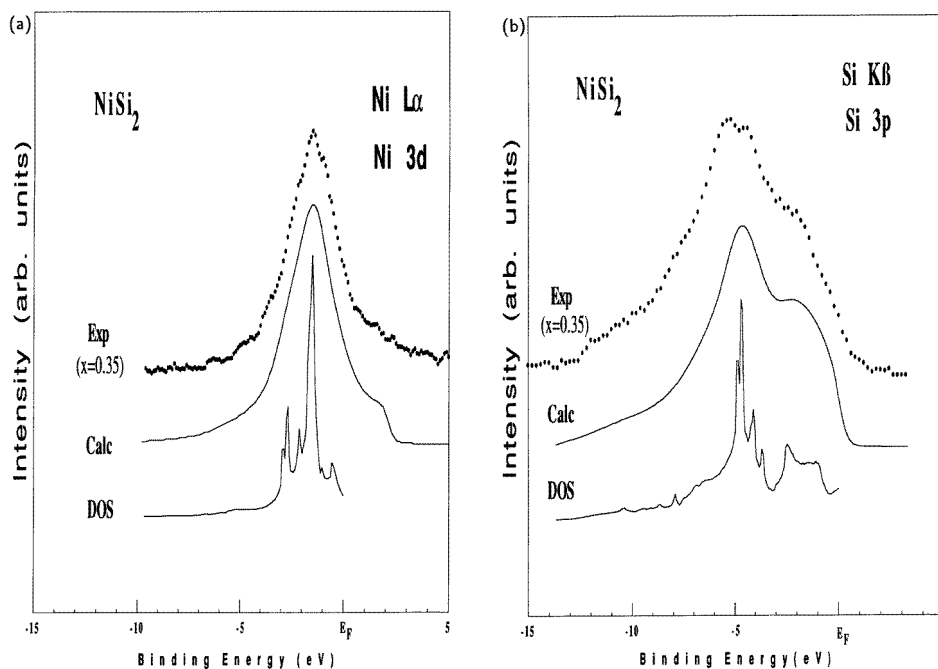 (a)
NiSi2
Ni Lα
Ni 3d
Intensity (arb. units)
Exp
(x=0.35)
Calc
DOS
-15 -10 -5 EF 5
Binding Energy (eV)
(b)
NiSi2
Si Kβ
Si 3p
Intensity (arb. units)
Exp
(x=0.35)
Calc
DOS
-15 -10 -5 EF
Binding Energy (eV)